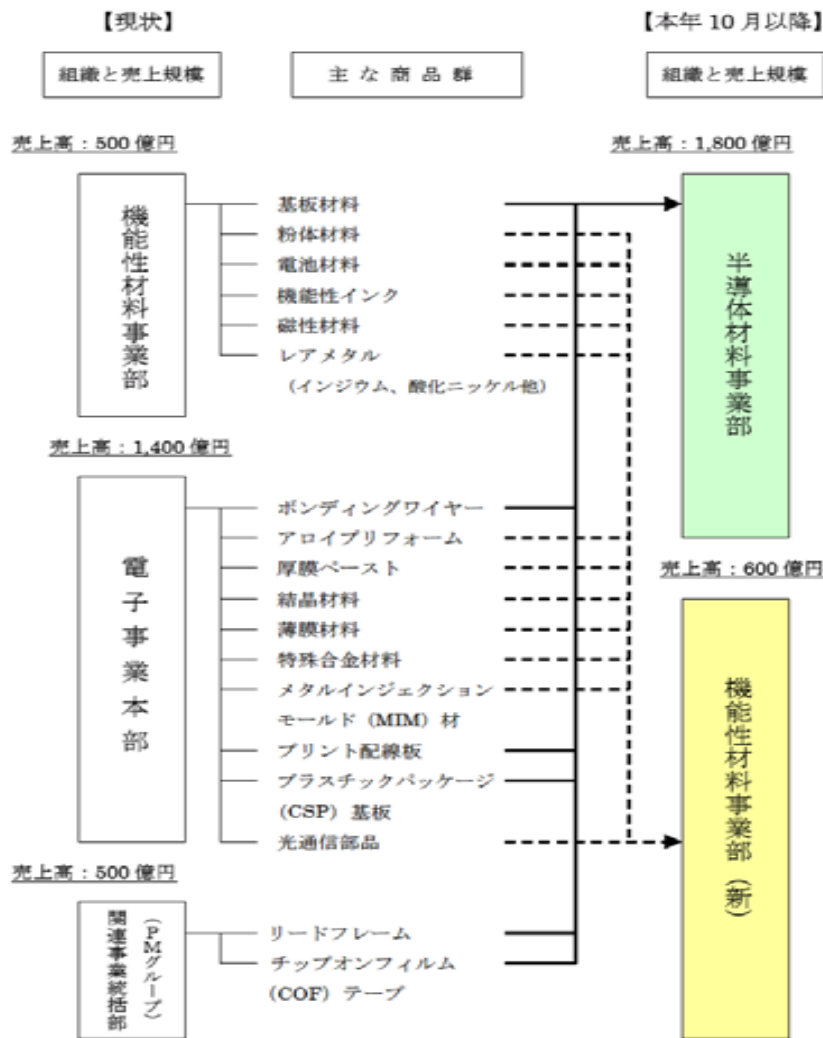 【現状】
【本年 10 月以降】
組織と売上規模
主 な 商 品 群
組織と売上規模
売上高：500 億円
売上高：1,800 億円
機能性材料事業部
基板材料
粉体材料
電池材料
機能性インク
磁性材料
レアメタル
（インジウム、酸化ニッケル他）
半導体材料事業部
売上高：1,400 億円
電子事業本部
ボンディングワイヤー
アロイプリフォーム
厚膜ペースト
結晶材料
薄膜材料
特殊合金材料
メタルインジェクション
モールド（MIM）材
プリント配線板
プラスチックパッケージ
（CSP）基板
光通信部品
売上高：600 億円
機能性材料事業部（新）
売上高：500 億円
（PMグループ）
関連事業統括部
リードフレーム
チップオンフィルム
（COF）テープ